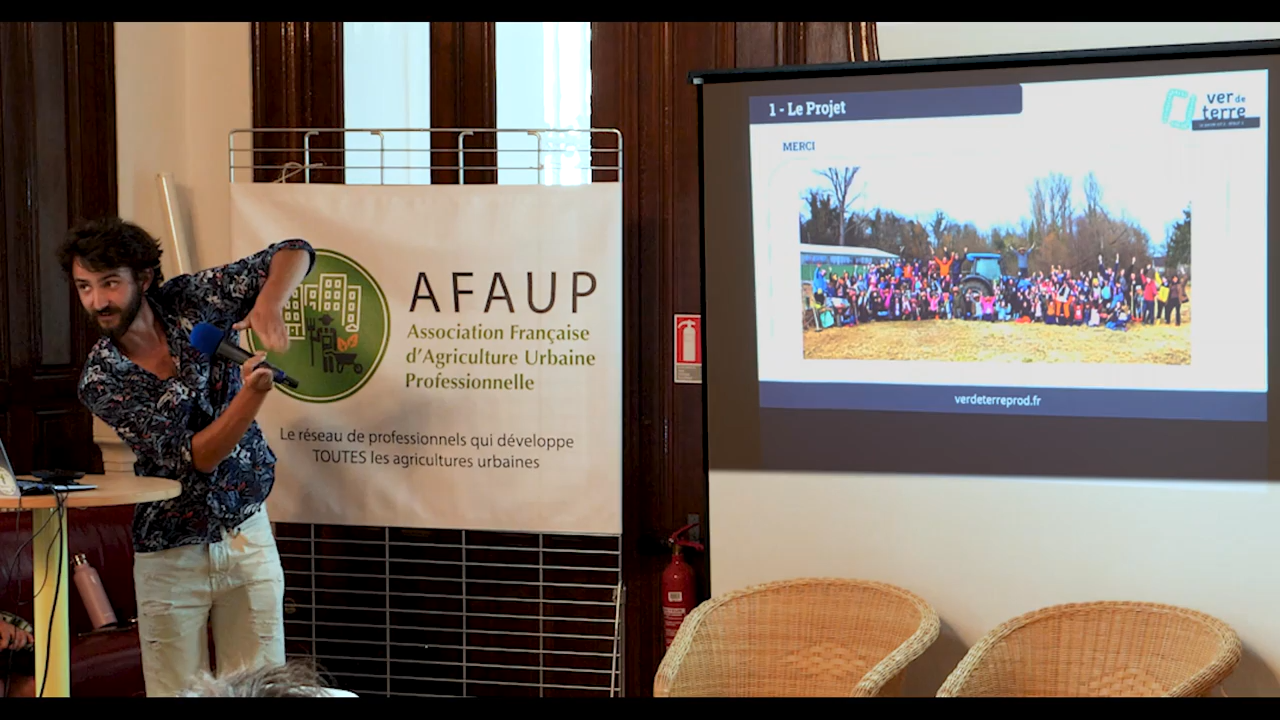 AFAUP
Association Française
d'Agriculture Urbaine
Professionnelle
Le réseau de professionnels qui développe
TOUTES les agricultures urbaines
1 - Le Projet
ver de
terre
MERCI
verdeterreprod.fr